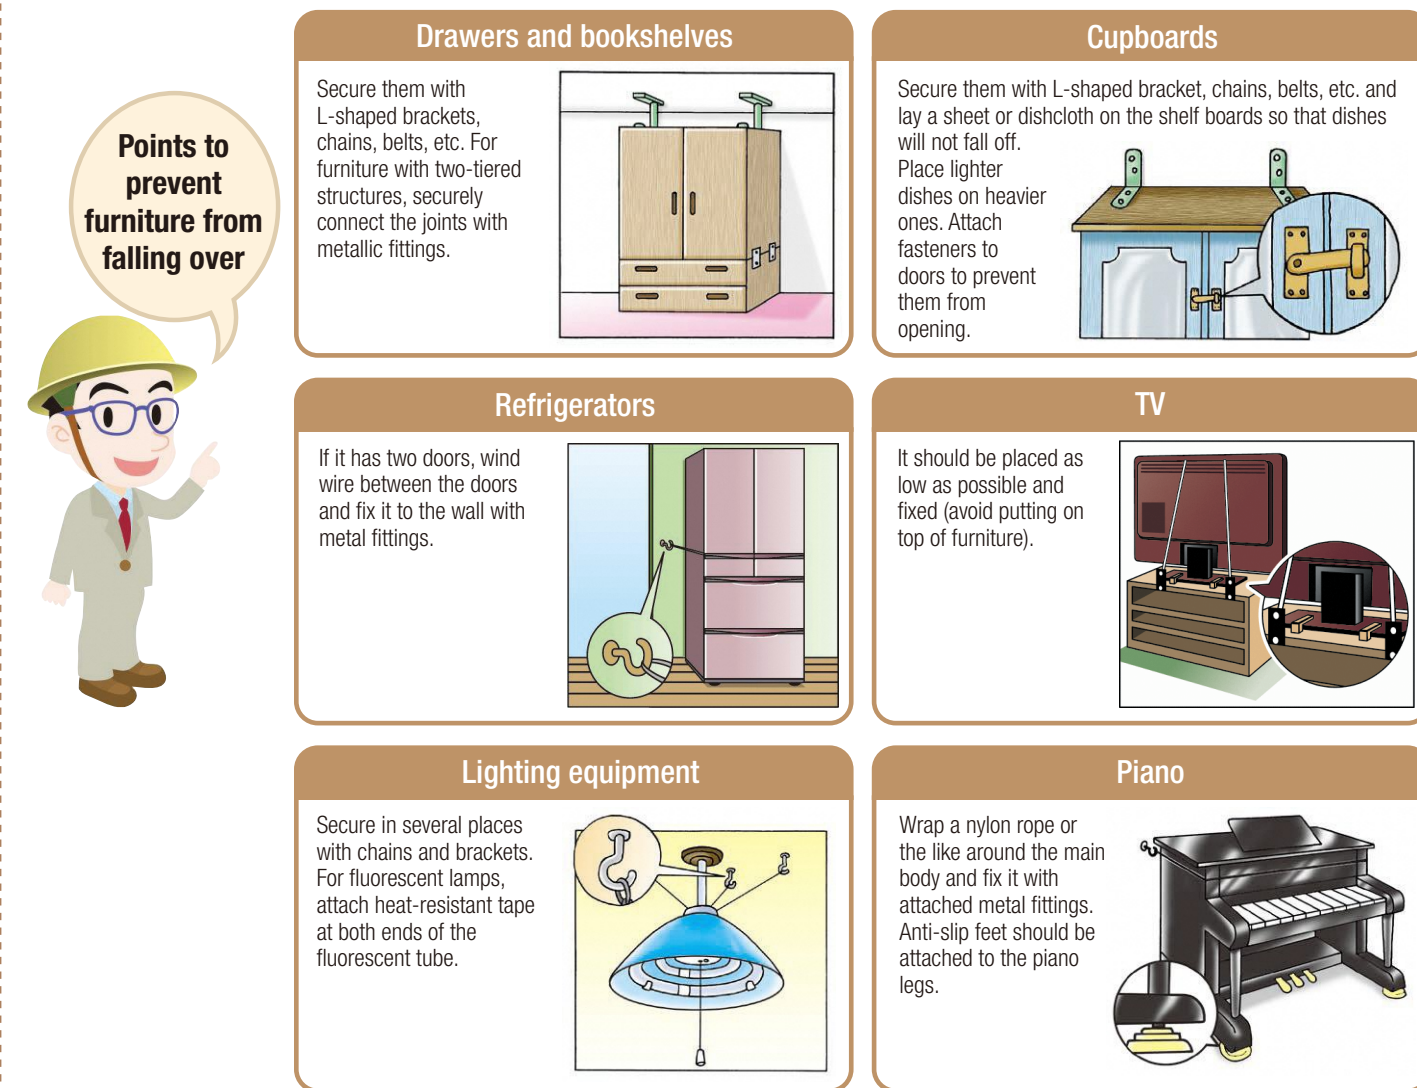 Points to
prevent
furniture from
falling over
Drawers and bookshelves
Secure them with
L-shaped brackets,
chains, belts, etc. For
furniture with two-tiered
structures, securely
connect the joints with
metallic fittings.
Cupboards
Secure them with L-shaped bracket, chains, belts, etc. and
lay a sheet or dishcloth on the shelf boards so that dishes
will not fall off.
Place lighter
dishes on heavier
ones. Attach
fasteners to
doors to prevent
them from
opening.
Refrigerators
If it has two doors, wind
wire between the doors
and fix it to the wall with
metal fittings.
TV
It should be placed as
low as possible and
fixed (avoid putting on
top of furniture).
Lighting equipment
Secure in several places
with chains and brackets.
For fluorescent lamps,
attach heat-resistant tape
at both ends of the
fluorescent tube.
Piano
Wrap a nylon rope or
the like around the main
body and fix it with
attached metal fittings.
Anti-slip feet should be
attached to the piano
legs.